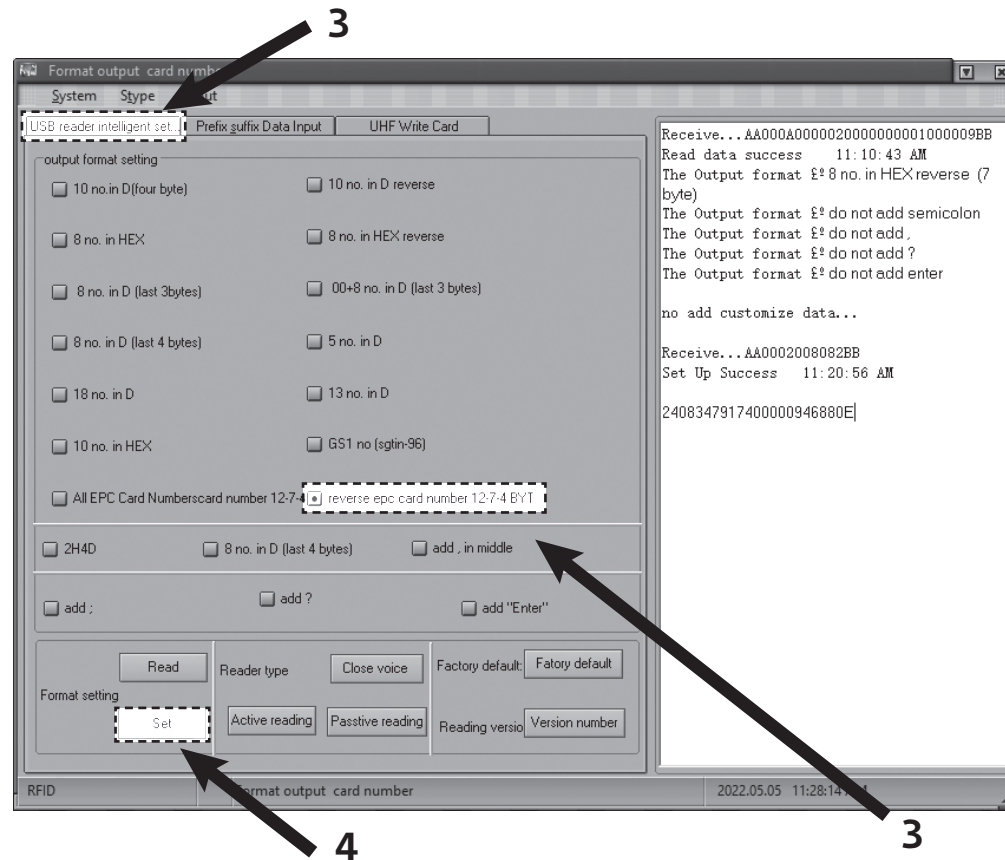 3
Format output card numb
System Stype ut
USB reader intelligent set... Prefix suffix Data Input UHF Write Card
output format setting
10 no.in D(four byte) 10 no. in D reverse
8 no. in HEX 8 no. in HEX reverse
8 no. in D (last 3bytes) 00+8 no. in D (last 3 bytes)
8 no. in D (last 4 bytes) 5 no. in D
18 no. in D 13 no. in D
10 no. in HEX GS1 no (sgtin-96)
All EPC Card Numberscard number 12-7-4 reverse epc card number 12-7-4 BYT
2H4D 8 no. in D (last 4 bytes) add , in middle
add ; add ? add "Enter"
Read Reader type Close voice Factory default: Fatory default
Format setting
Set Active reading Passtive reading Reading versio Version number
Receive...AA000A00000200000000001000009BB
Read data success 11:10:43 AM
The Output format £º 8 no. in HEX reverse (7
byte)
The Output format £º do not add semicolon
The Output format £º do not add ,
The Output format £º do not add ?
The Output format £º do not add enter
no add customize data...
Receive...AA0002008082BB
Set Up Success 11:20:56 AM
2408347917400000946880E
RFID ormat output card number 2022.05.05 11:28:14
4
3